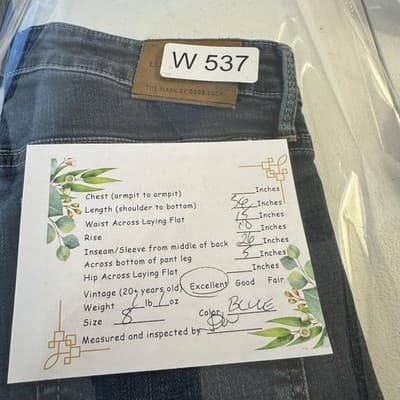 W 537
THE MARK OF GOOD LUCK
Chest (armpit to armpit) Inches
Length (shoulder to bottom) 36 Inches
Waist Across Laying Flat 15 Inches
Rise 10 Inches
Inseam/Sleeve from middle of back 26 Inches
Across bottom of pant leg 5 Inches
Hip Across Laying Flat Inches
Vintage (20+ years old) Excellent Good Fair
Weight 1 lb 1 oz
Size 8 Color BLUE
Measured and inspected by